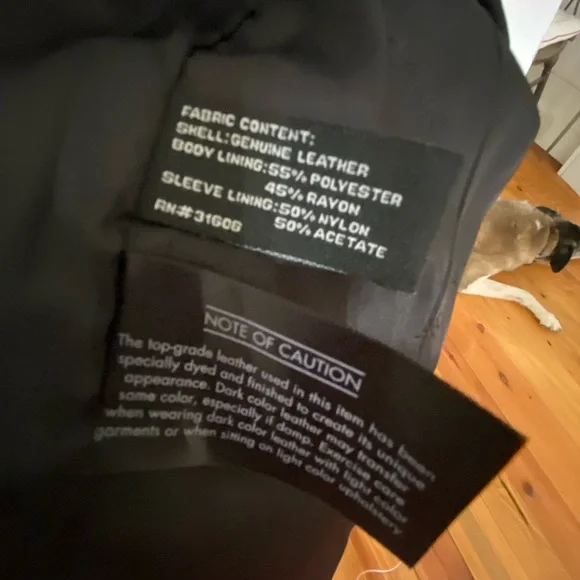 FABRIC CONTENT:
SHELL:GENUINE LEATHER
BODY LINING:55% POLYESTER
45% RAYON
SLEEVE LINING:50% NYLON
50% ACETATE
RN#31606
NOTE OF CAUTION
The top-grade leather used in this item has been
specially dyed and finished to create its unique
appearance. Dark color leather may transfer
some color, especially if damp. Exercise care
when wearing dark color leather with light color
garments or when sitting on light color upholstery